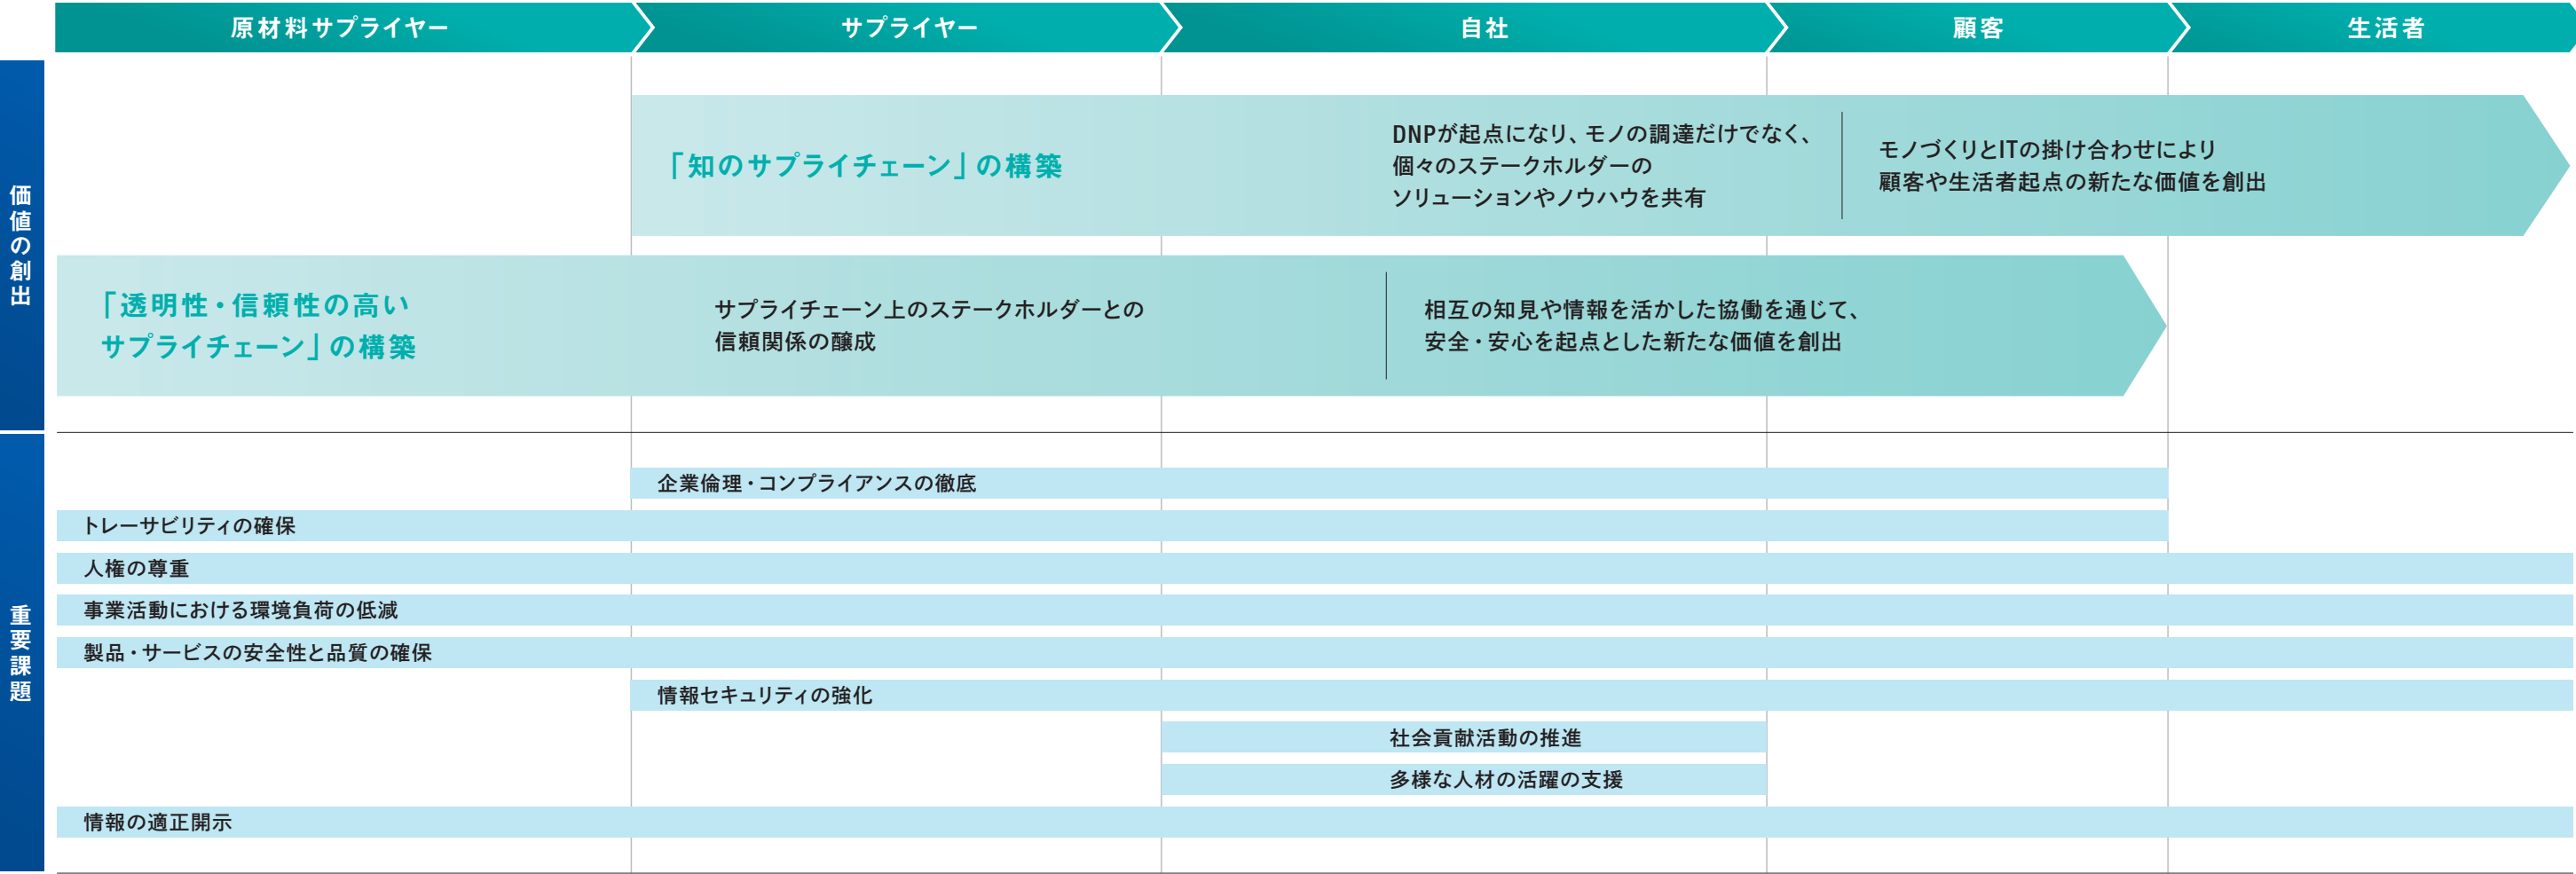 原材料サプライヤー
サプライヤー
自社
顧客
生活者
価値の創出
「知のサプライチェーン」の構築
DNPが起点になり、モノの調達だけでなく、
個々のステークホルダーの
ソリューションやノウハウを共有
モノづくりとITの掛け合わせにより
顧客や生活者起点の新たな価値を創出
「透明性・信頼性の高い
サプライチェーン」の構築
サプライチェーン上のステークホルダーとの
信頼関係の醸成
相互の知見や情報を活かした協働を通じて、
安全・安心を起点とした新たな価値を創出
重要課題
企業倫理・コンプライアンスの徹底
トレーサビリティの確保
人権の尊重
事業活動における環境負荷の低減
製品・サービスの安全性と品質の確保
情報セキュリティの強化
社会貢献活動の推進
多様な人材の活躍の支援
情報の適正開示